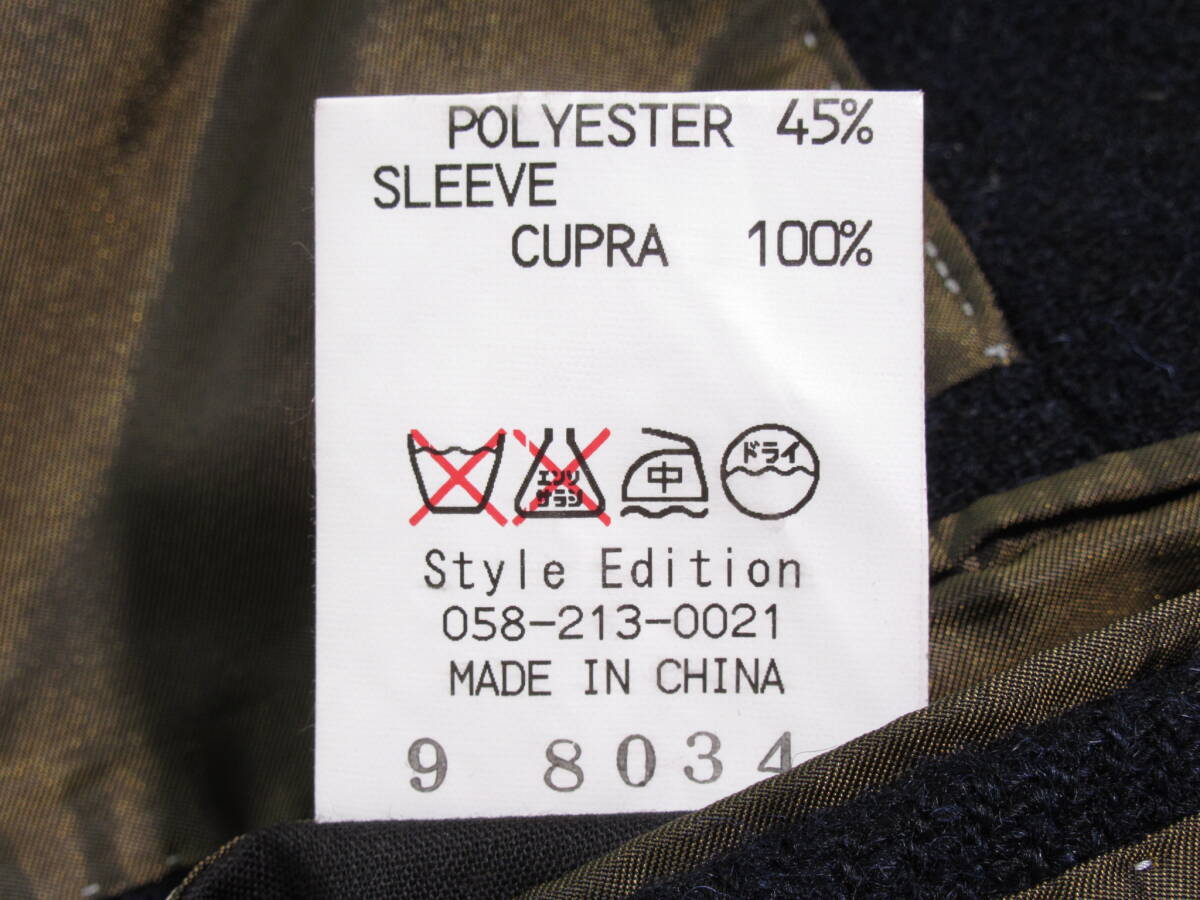 POLYESTER 45%
SLEEVE
CUPRA 100%
エンソ
サラシ
中
ドライ
Style Edition
058-213-0021
MADE IN CHINA
9 8034